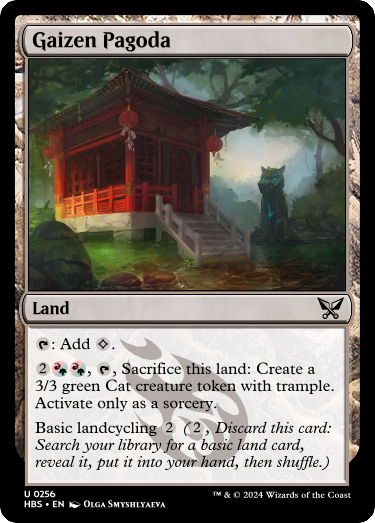 Gaizen Pagoda
Land
: Add .
2 , , Sacrifice this land: Create a
3/3 green Cat creature token with trample.
Activate only as a sorcery.
Basic landcycling 2 (2, Discard this card:
Search your library for a basic land card,
reveal it, put it into your hand, then shuffle.)
U 0256
HBS • EN Olga Smyshlyaeva
™ & © 2024 Wizards of the Coast